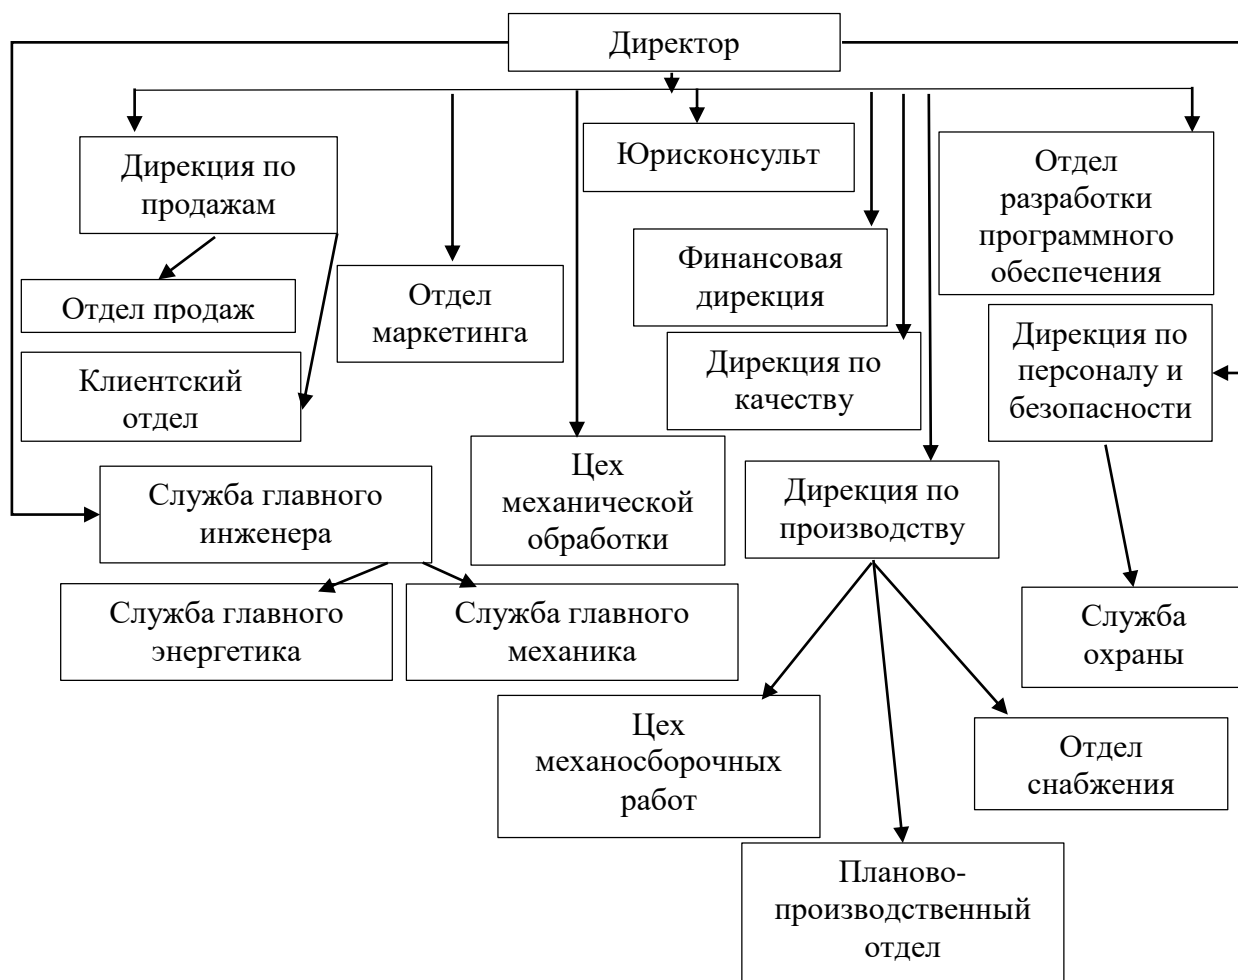 Директор
Дирекция по
продажам
Юрисконсульт
Отдел
разработки
программного
обеспечения
Отдел продаж
Отдел
маркетинга
Финансовая
дирекция
Клиентский
отдел
Дирекция по
качеству
Дирекция по
персоналу и
безопасности
Служба главного
инженера
Цех
механической
обработки
Дирекция по
производству
Служба главного
энергетика
Служба главного
механика
Служба
охраны
Цех
механосборочных
работ
Отдел
снабжения
Планово-
производственный
отдел